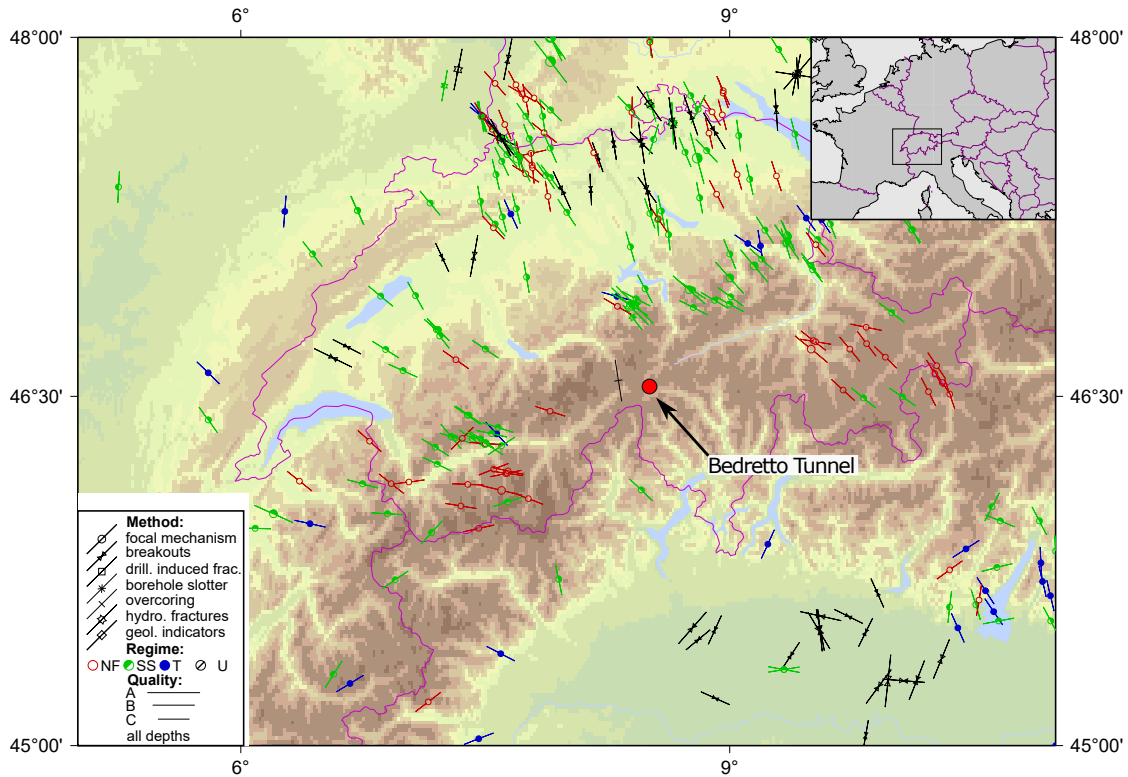 6° 9°
48°00' 48°00'
46°30' 46°30'
Bedretto Tunnel
Method:
focal mechanism
breakouts
drill. induced frac.
borehole slotter
overcoring
hydro. fractures
geol. indicators
Regime:
NF SS T U
Quality:
A
B
C
all depths
45°00' 45°00'
6° 9°